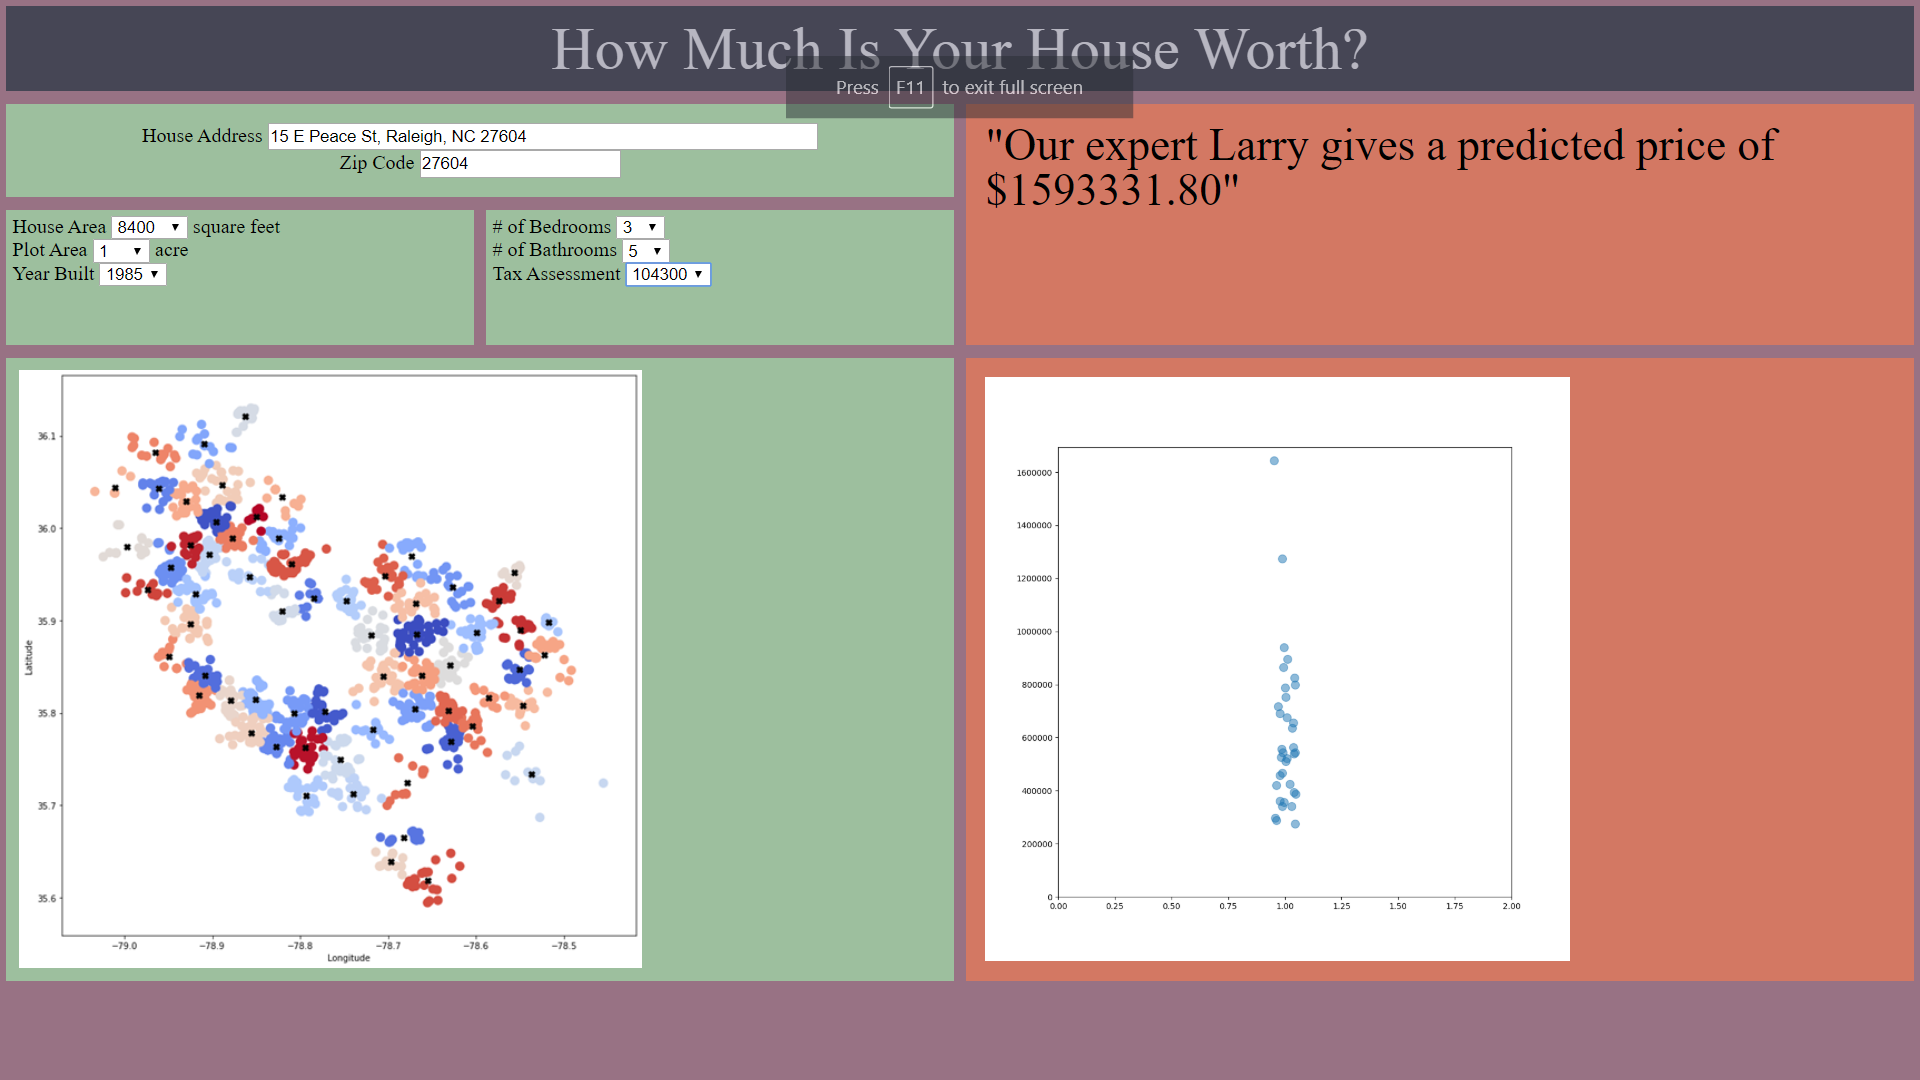 How Much Is Your House Worth?
Press F11 to exit full screen
House Address 15 E Peace St, Raleigh, NC 27604
Zip Code 27604
"Our expert Larry gives a predicted price of
$1593331.80"
House Area 8400 square feet
Plot Area 1 acre
Year Built 1985
# of Bedrooms 3
# of Bathrooms 5
Tax Assessment 104300
36.1
36.0
35.9
35.8
35.7
35.6
Latitude
−79.0 −78.9 −78.8 −78.7 −78.6 −78.5
Longitude
1600000
1400000
1200000
1000000
800000
600000
400000
200000
0
0.00 0.25 0.50 0.75 1.00 1.25 1.50 1.75 2.00